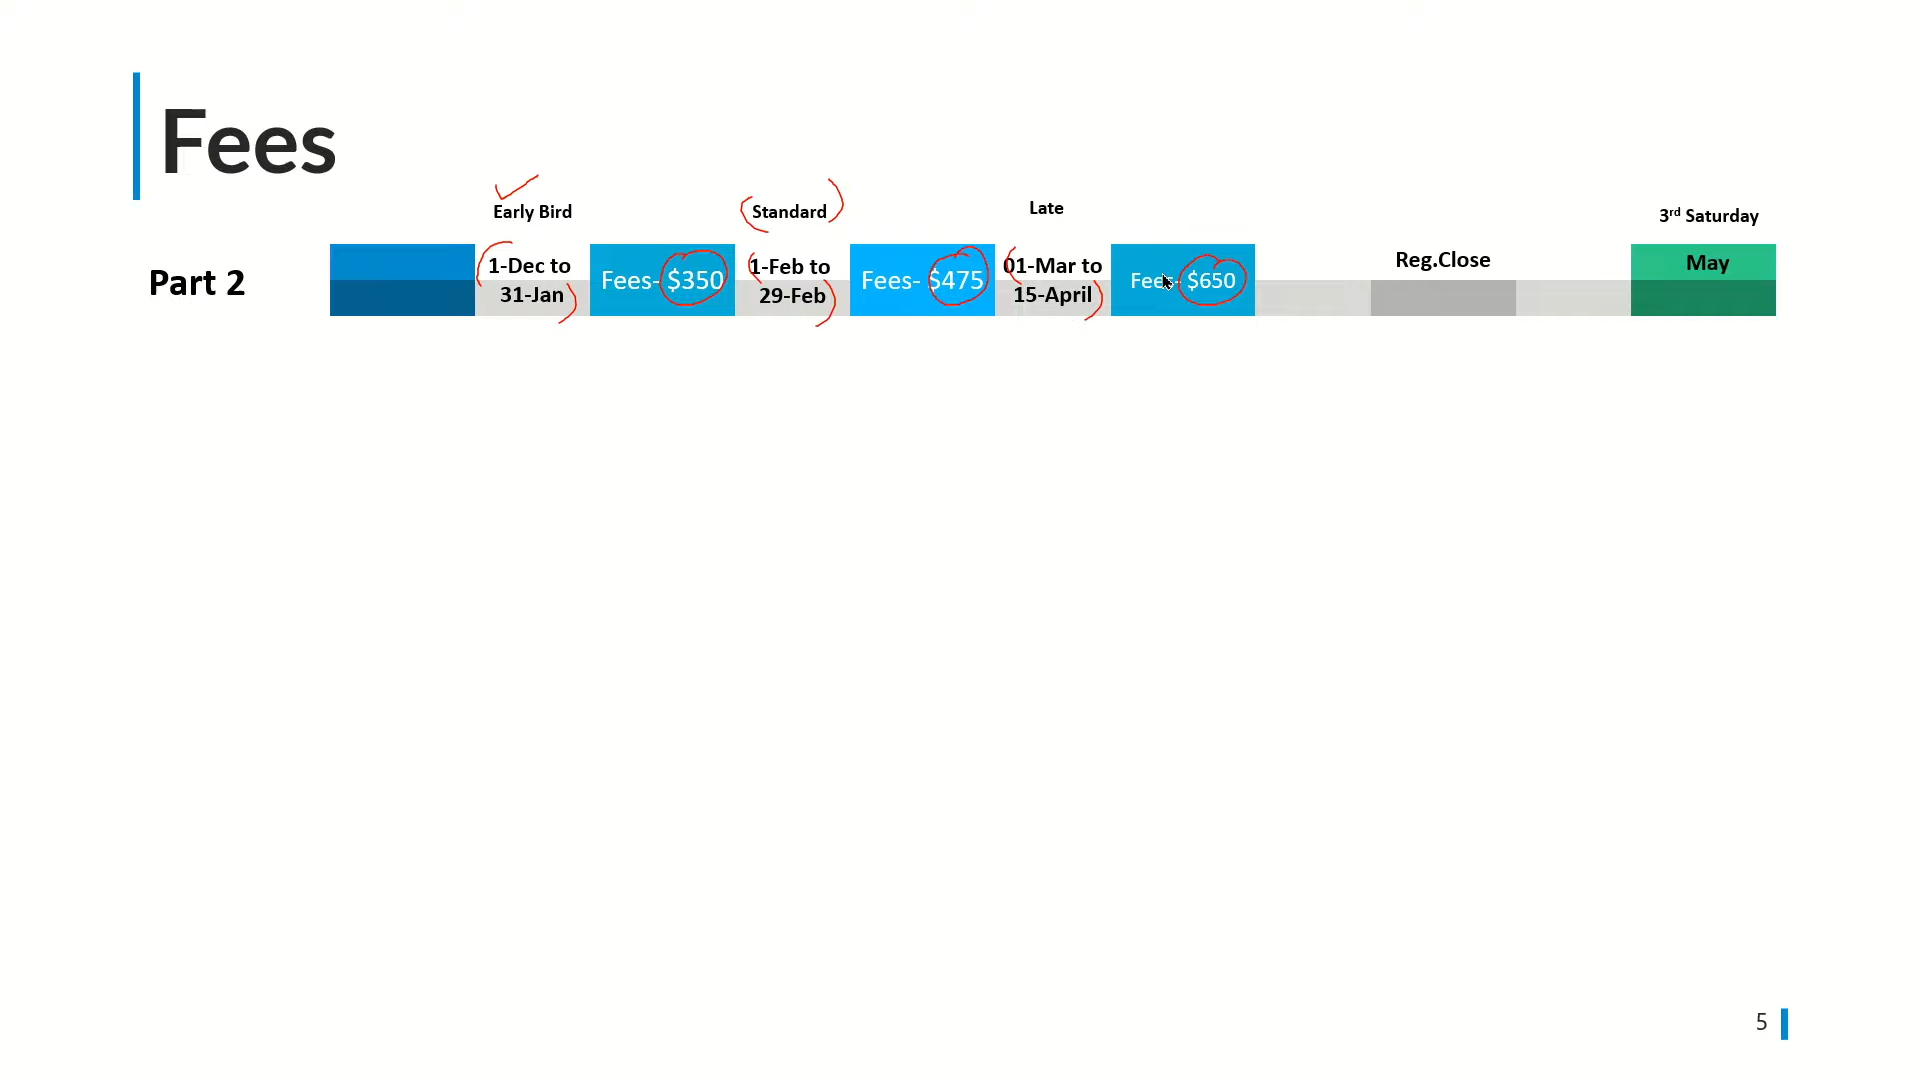 Fees
Early Bird
Standard
Late
3rd Saturday
Part 2
1-Dec to
31-Jan
Fees- $350
1-Feb to
29-Feb
Fees- $475
01-Mar to
15-April
Fees- $650
Reg.Close
May
5